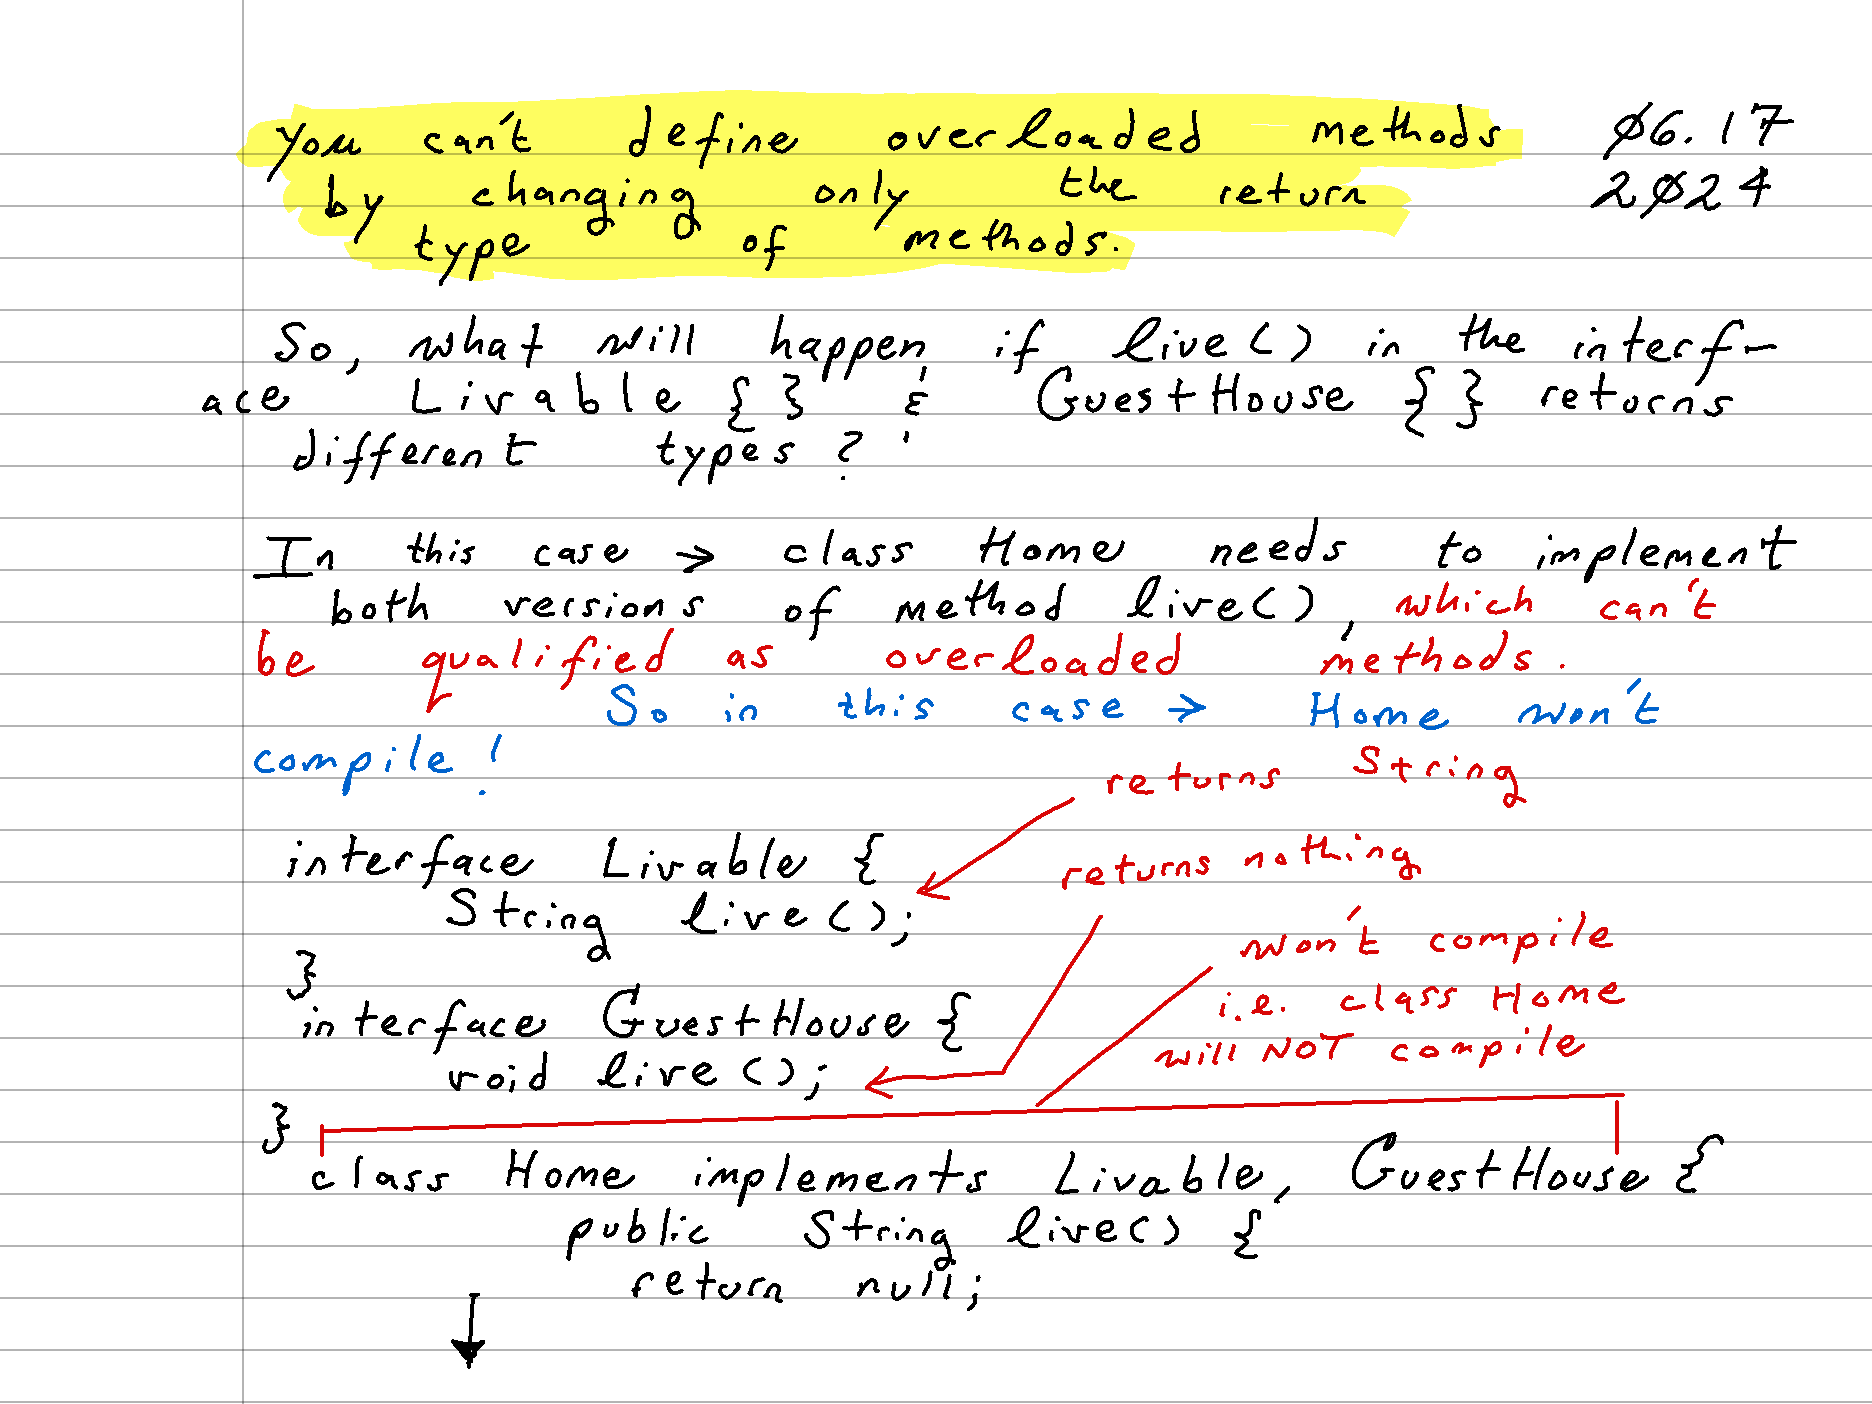 You can't define overloaded methods ø6.17
by changing only the return 2ø24
type of methods.
So, what will happen if live() in the interf-
ace Livable {} & GuestHouse {} returns
different types?
In this case → class Home needs to implement
both versions of method live(), which can't
be qualified as overloaded methods.
So in this case → Home won't
compile!
returns String
interface Livable {
returns nothing
String live();
won't compile
}
i.e. class Home
interface GuestHouse {
will NOT compile
void live();
}
class Home implements Livable, GuestHouse {
public String live() {
return null;